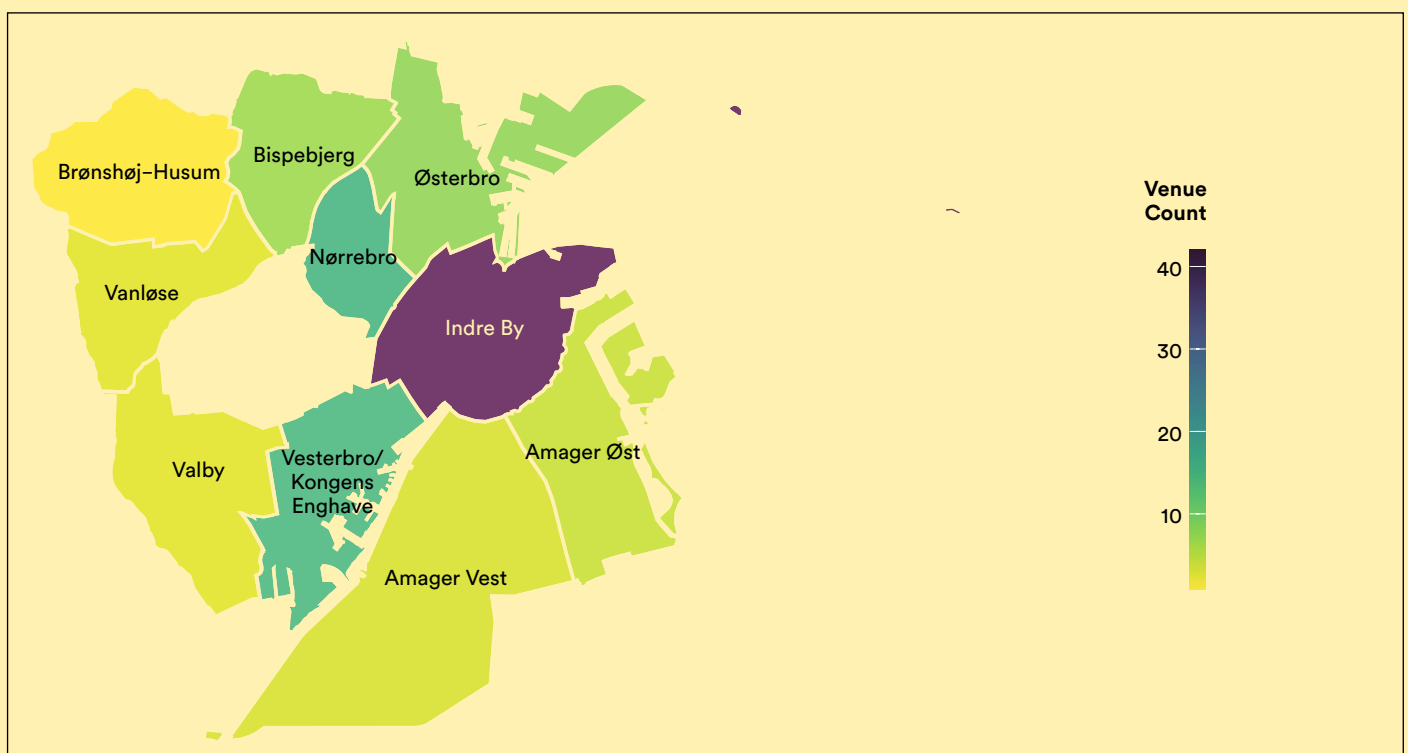 Bispebjerg
Brønshøj–Husum
Østerbro
Nørrebro
Vanløse
Indre By
Amager Øst
Valby
Vesterbro/
Kongens
Enghave
Amager Vest
Venue
Count
40
30
20
10